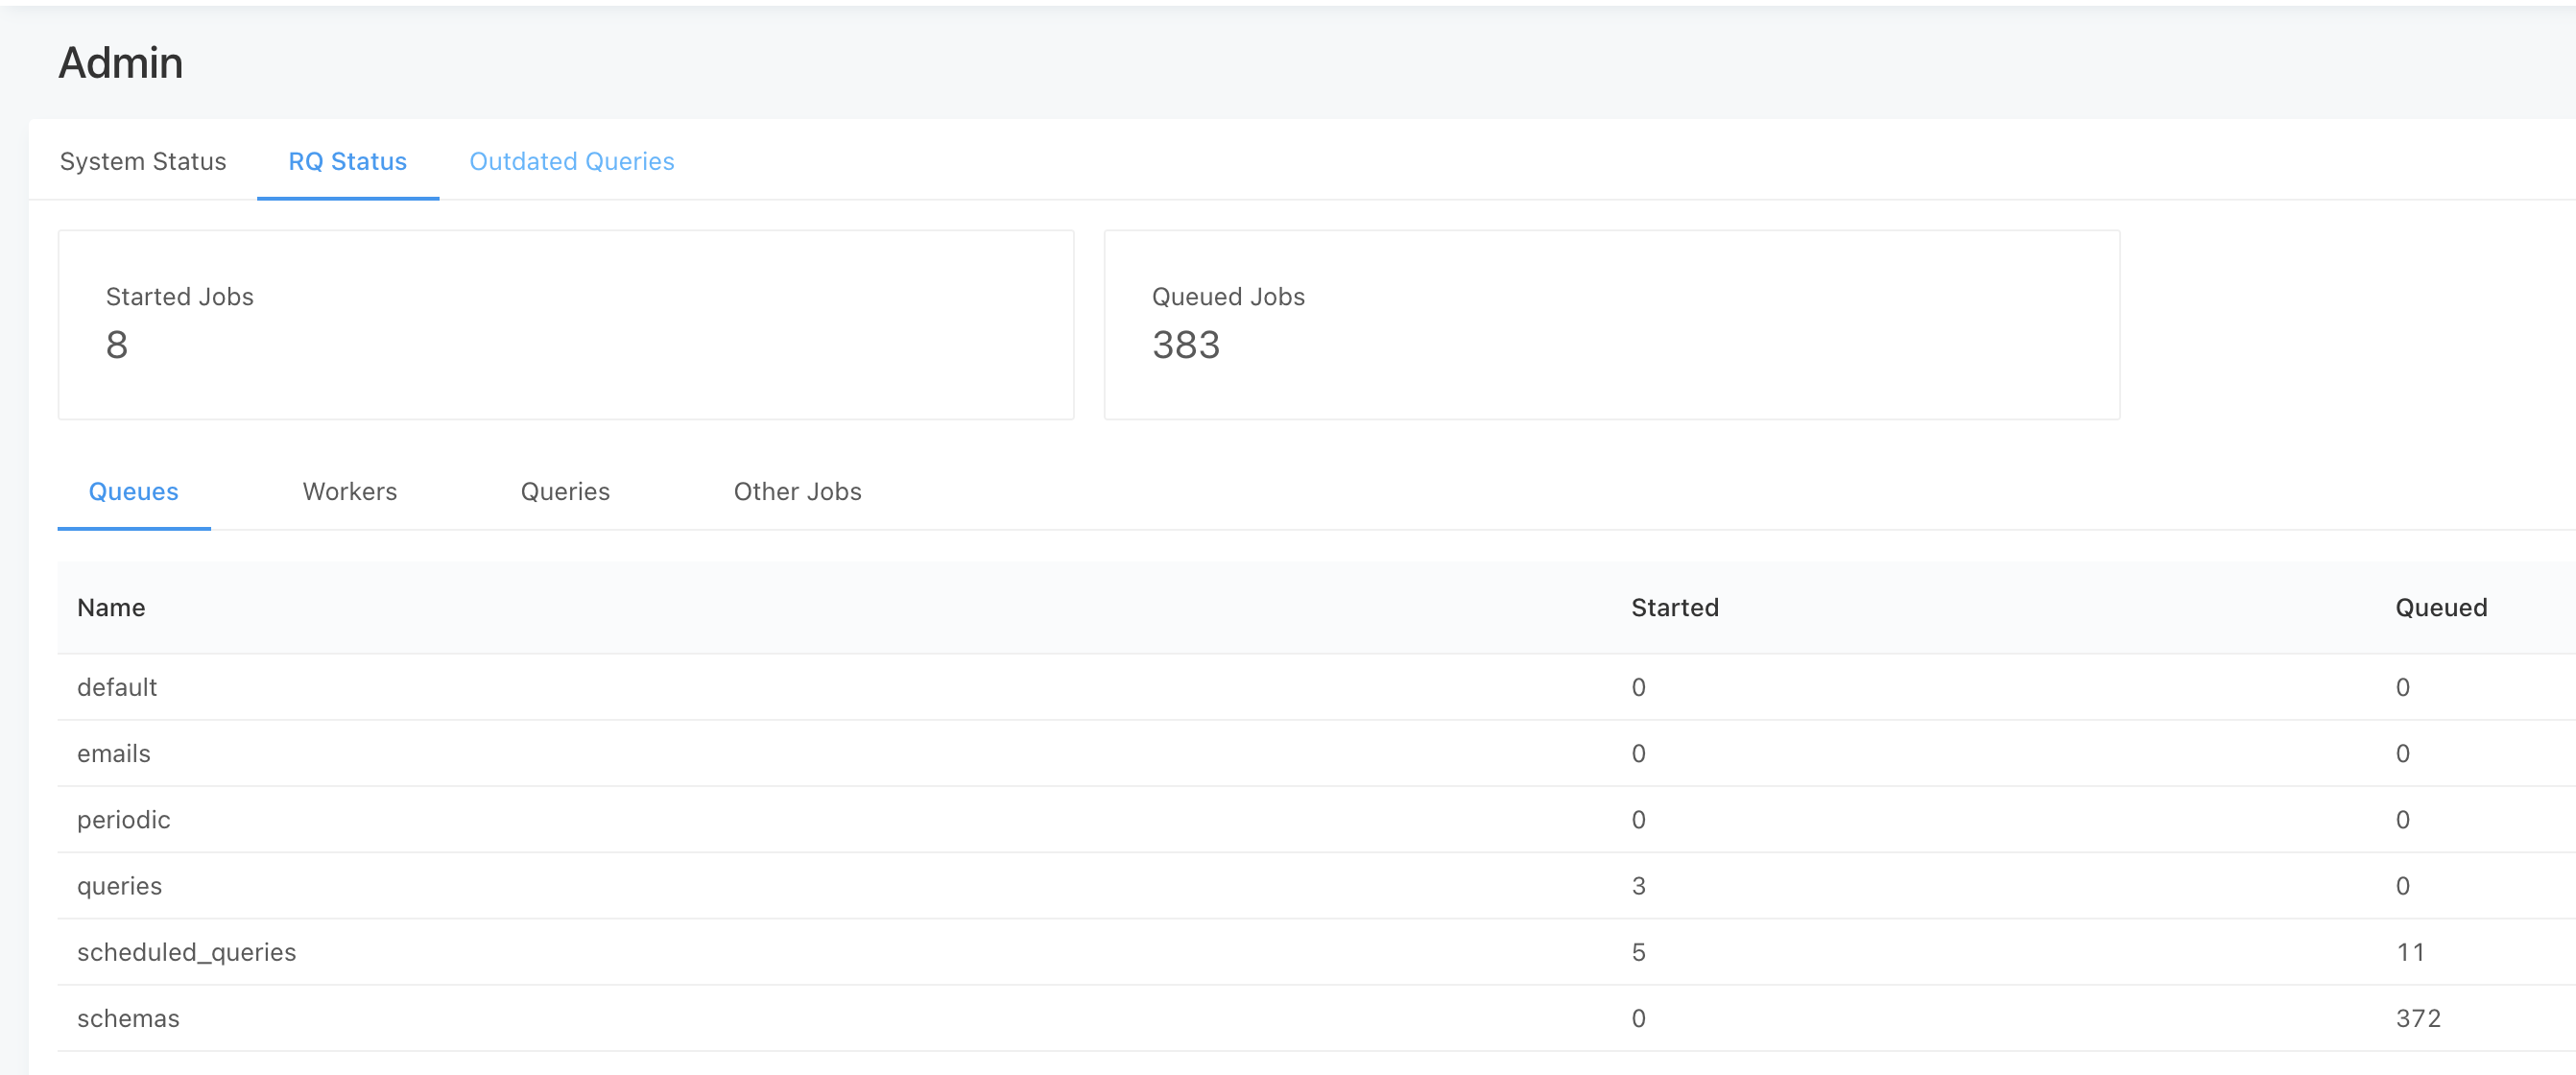 Admin
System Status RQ Status Outdated Queries
Started Jobs Queued Jobs
8 383
Queues Workers Queries Other Jobs
Name Started Queued
default 0 0
emails 0 0
periodic 0 0
queries 3 0
scheduled_queries 5 11
schemas 0 372